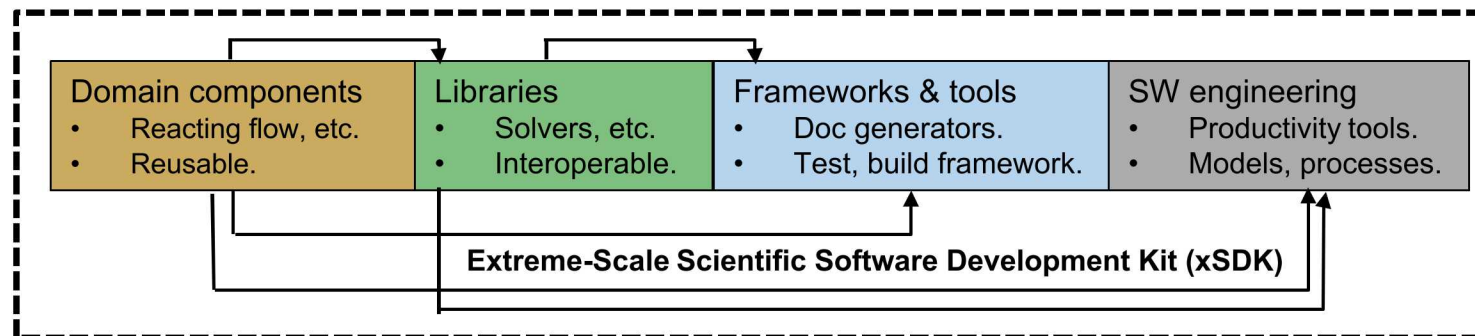 Domain components
• Reacting flow, etc.
• Reusable.
Libraries
• Solvers, etc.
• Interoperable.
Frameworks & tools
• Doc generators.
• Test, build framework.
SW engineering
• Productivity tools.
• Models, processes.
Extreme-Scale Scientific Software Development Kit (xSDK)